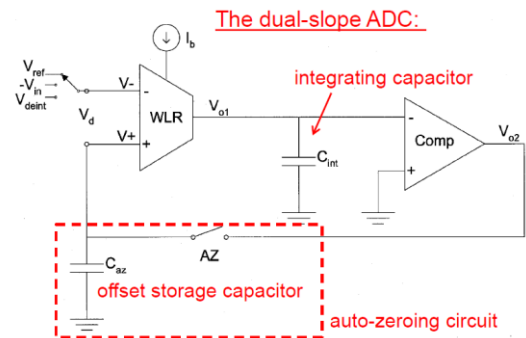 The dual-slope ADC:
I_b
integrating capacitor
V_ref
-V_in
V_deint
V_d
V-
V+
-
+
WLR
V_o1
C_int
-
+
Comp
V_o2
AZ
C_az
offset storage capacitor
auto-zeroing circuit